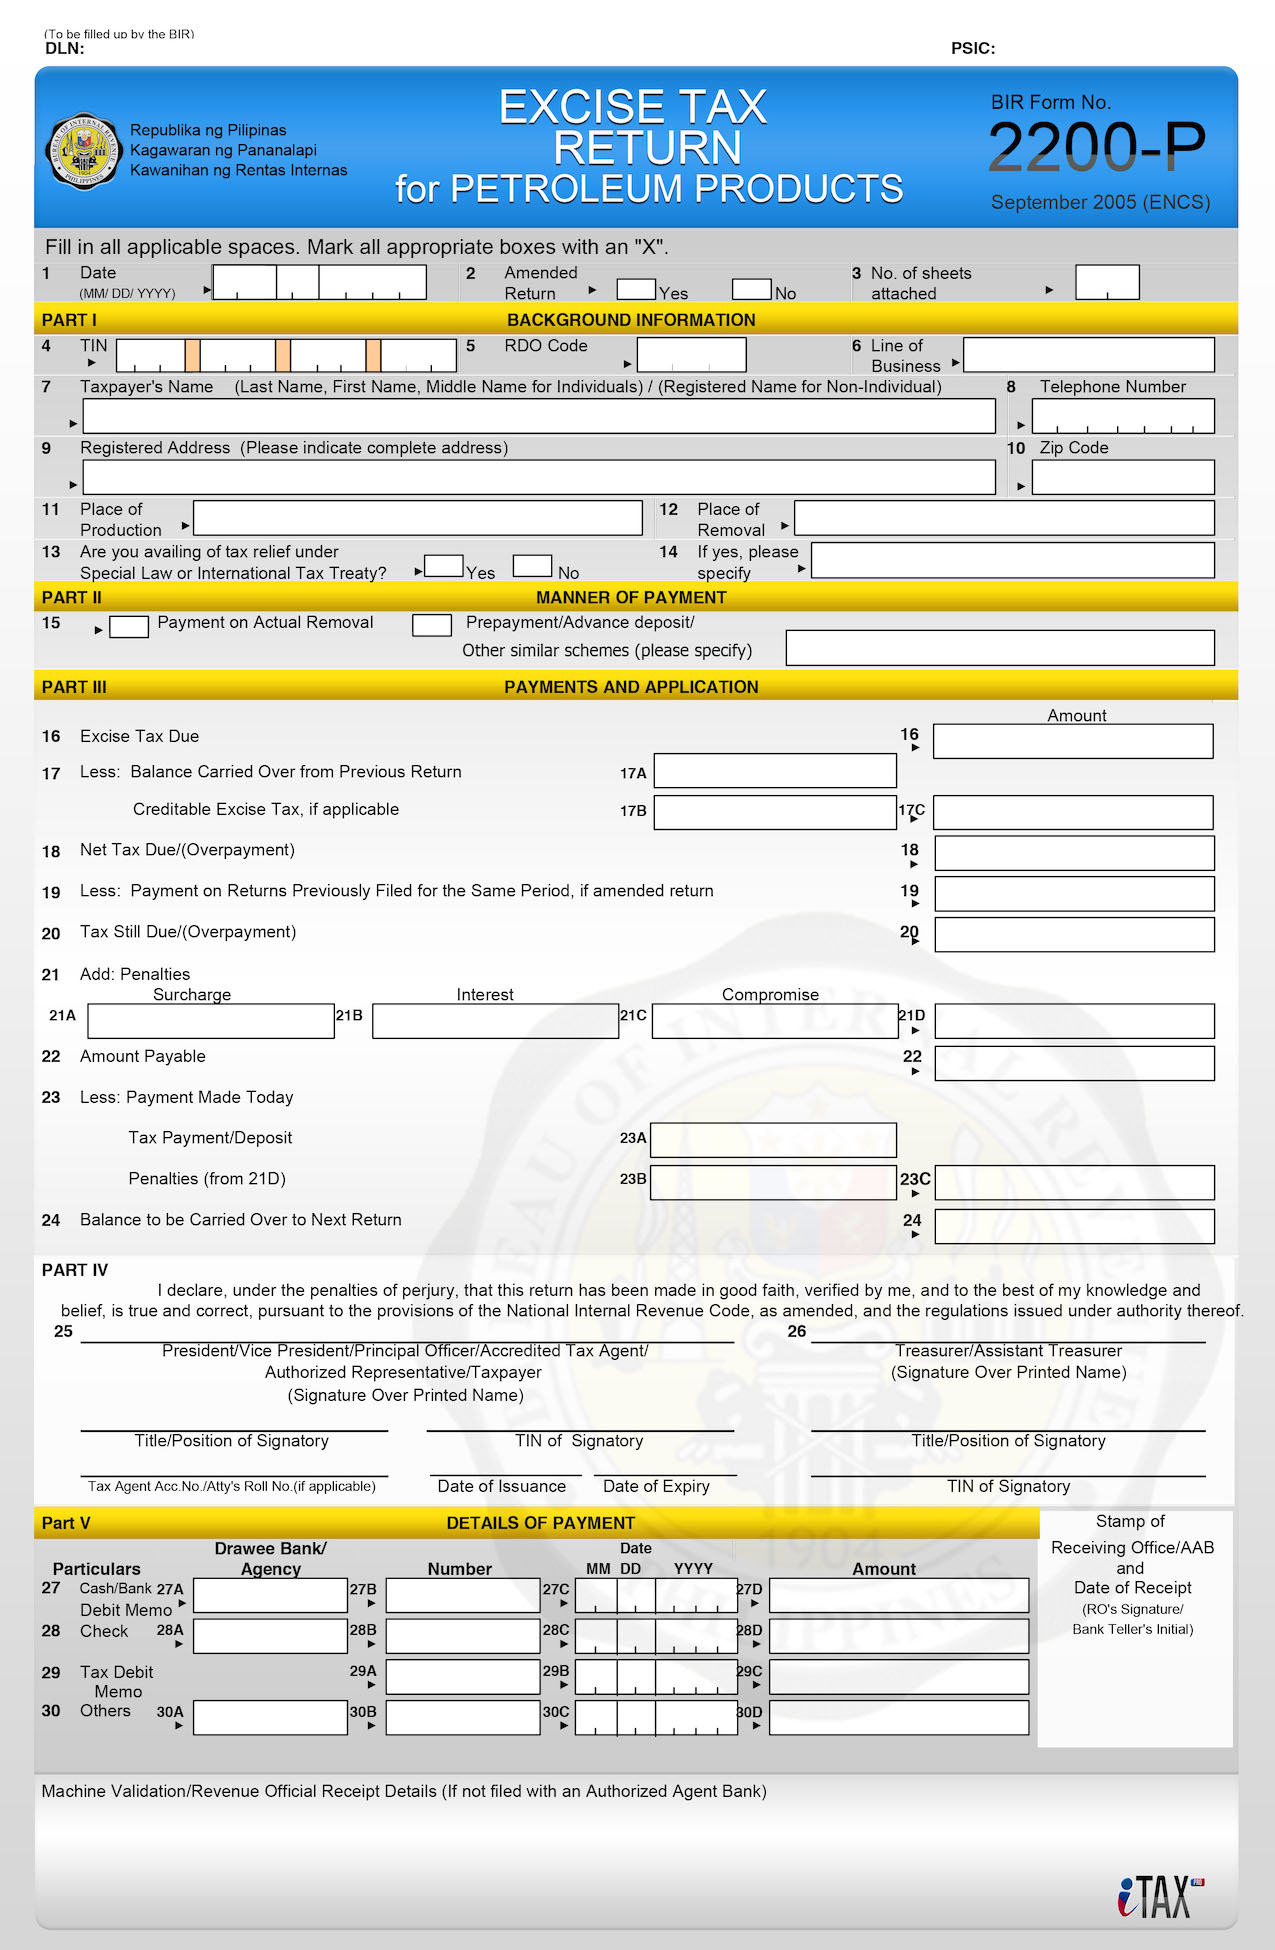 (To be filled up by the BIR)
DLN: PSIC:
EXCISE TAX
RETURN
for PETROLEUM PRODUCTS
Republika ng Pilipinas
Kagawaran ng Pananalapi
Kawanihan ng Rentas Internas
BIR Form No.
2200-P
September 2005 (ENCS)
Fill in all applicable spaces. Mark all appropriate boxes with an "X".
1 Date
(MM/ DD/ YYYY)
2 Amended
Return Yes No
3 No. of sheets
attached
PART I BACKGROUND INFORMATION
4 TIN
5 RDO Code
6 Line of
Business
7 Taxpayer's Name (Last Name, First Name, Middle Name for Individuals) / (Registered Name for Non-Individual)
8 Telephone Number
9 Registered Address (Please indicate complete address)
10 Zip Code
11 Place of
Production
12 Place of
Removal
13 Are you availing of tax relief under
Special Law or International Tax Treaty? Yes No
14 If yes, please
specify
PART II MANNER OF PAYMENT
15 Payment on Actual Removal Prepayment/Advance deposit/
Other similar schemes (please specify)
PART III PAYMENTS AND APPLICATION
Amount
16 Excise Tax Due 16
17 Less: Balance Carried Over from Previous Return 17A
Creditable Excise Tax, if applicable 17B 17C
18 Net Tax Due/(Overpayment) 18
19 Less: Payment on Returns Previously Filed for the Same Period, if amended return 19
20 Tax Still Due/(Overpayment) 20
21 Add: Penalties
Surcharge Interest Compromise
21A 21B 21C 21D
22 Amount Payable 22
23 Less: Payment Made Today
Tax Payment/Deposit 23A
Penalties (from 21D) 23B 23C
24 Balance to be Carried Over to Next Return 24
PART IV
I declare, under the penalties of perjury, that this return has been made in good faith, verified by me, and to the best of my knowledge and
belief, is true and correct, pursuant to the provisions of the National Internal Revenue Code, as amended, and the regulations issued under authority thereof.
25 26
President/Vice President/Principal Officer/Accredited Tax Agent/ Treasurer/Assistant Treasurer
Authorized Representative/Taxpayer (Signature Over Printed Name)
(Signature Over Printed Name)
Title/Position of Signatory TIN of Signatory Title/Position of Signatory
Tax Agent Acc.No./Atty's Roll No.(if applicable) Date of Issuance Date of Expiry TIN of Signatory
Part V DETAILS OF PAYMENT
Drawee Bank/ Date
Particulars Agency Number MM DD YYYY Amount
27 Cash/Bank 27A 27B 27C 27D
Debit Memo
28 Check 28A 28B 28C 28D
29 Tax Debit 29A 29B 29C
Memo
30 Others 30A 30B 30C 30D
Stamp of
Receiving Office/AAB
and
Date of Receipt
(RO's Signature/
Bank Teller's Initial)
Machine Validation/Revenue Official Receipt Details (If not filed with an Authorized Agent Bank)
iTAX PRO
BUREAU OF INTERNAL REVENUE
1904
PHILIPPINES